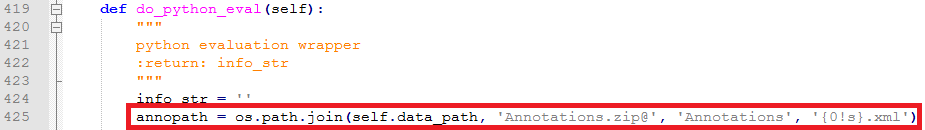 419 def do_python_eval(self):
420 """
421 python evaluation wrapper
422 :return: info_str
423 """
424 info_str = ''
425 annopath = os.path.join(self.data_path, 'Annotations.zip@', 'Annotations', '{0!s}.xml')